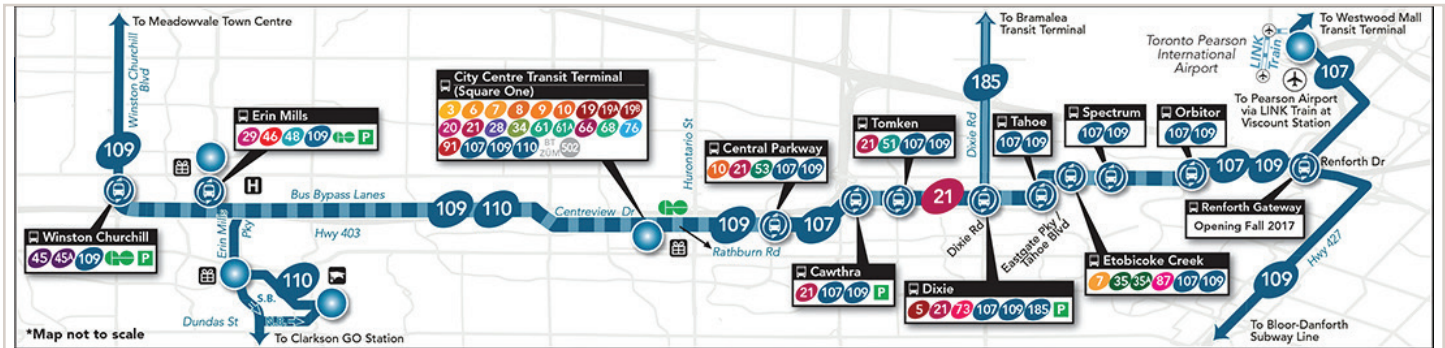 To Meadowvale Town Centre
Winston Churchill
Blvd
109
Winston Churchill
45 45A 109 GO P
Erin Mills
29 46 48 109 GO P
H
Erin Mills
Pky
110
S.B.
N.B.
Dundas St
To Clarkson GO Station
*Map not to scale
Bus Bypass Lanes
Hwy 403
109 110
City Centre Transit Terminal
(Square One)
3 6 7 8 9 10 19 19A 19B
20 21 28 34 61 61A 66 68 76
91 107 109 110 BT
ZÜM 502
Centreview Dr
Hurontario St
GO
Rathburn Rd
109
Central Parkway
10 21 53 107 109
107
Cawthra
21 107 109 P
Tomken
21 51 107 109
21
To Bramalea
Transit Terminal
185
Dixie Rd
Dixie Rd
Dixie
5 21 73 107 109 185 P
Tahoe
107 109
Eastgate Pky /
Tahoe Blvd
Etobicoke Creek
7 35 35A 87 107 109
Spectrum
107 109
Orbitor
107 109
107 109
Toronto Pearson
International
Airport
LINK
Train
To Westwood Mall
Transit Terminal
107
To Pearson Airport
via LINK Train at
Viscount Station
Renforth Dr
Renforth Gateway
Opening Fall 2017
Hwy 427
109
To Bloor-Danforth
Subway Line